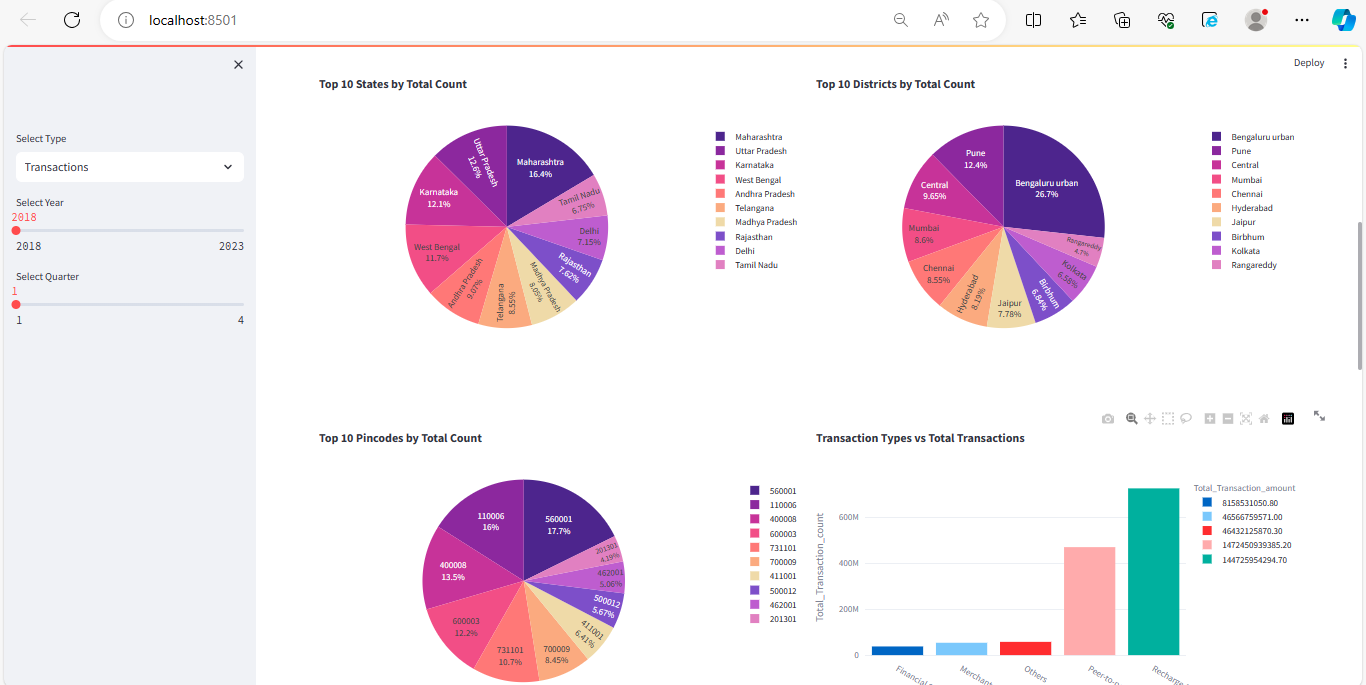 localhost:8501
Deploy
Select Type
Transactions
Select Year
2018
2018 2023
Select Quarter
1
1 4
Top 10 States by Total Count
Maharashtra
16.4%
Tamil Nadu
6.75%
Delhi
7.15%
Rajasthan
7.62%
Madhya Pradesh
8.05%
Telangana
8.55%
Andhra Pradesh
9.07%
West Bengal
11.7%
Karnataka
12.1%
Uttar Pradesh
12.6%
Maharashtra
Uttar Pradesh
Karnataka
West Bengal
Andhra Pradesh
Telangana
Madhya Pradesh
Rajasthan
Delhi
Tamil Nadu
Top 10 Districts by Total Count
Bengaluru urban
26.7%
Rangareddy
4.7%
Kolkata
6.58%
Birbhum
6.84%
Jaipur
7.78%
Hyderabad
8.19%
Chennai
8.55%
Mumbai
8.6%
Central
9.65%
Pune
12.4%
Bengaluru urban
Pune
Central
Mumbai
Chennai
Hyderabad
Jaipur
Birbhum
Kolkata
Rangareddy
Top 10 Pincodes by Total Count
560001
17.7%
201301
4.19%
462001
5.06%
500012
5.67%
411001
6.41%
700009
8.45%
731101
10.7%
600003
12.2%
400008
13.5%
110006
16%
560001
110006
400008
600003
731101
700009
411001
500012
462001
201301
Transaction Types vs Total Transactions
Total_Transaction_count
600M
400M
200M
0
Financial
Merchant
Others
Peer-to-
Recharge
Total_Transaction_amount
8158531050.80
46566759571.00
46432125870.30
1472450939385.20
144725954294.70